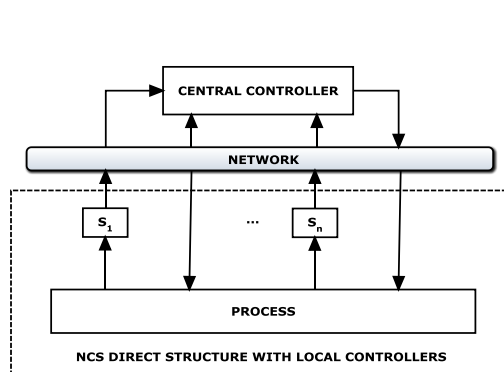 CENTRAL CONTROLLER
NETWORK
S1 ... Sn
PROCESS
NCS DIRECT STRUCTURE WITH LOCAL CONTROLLERS